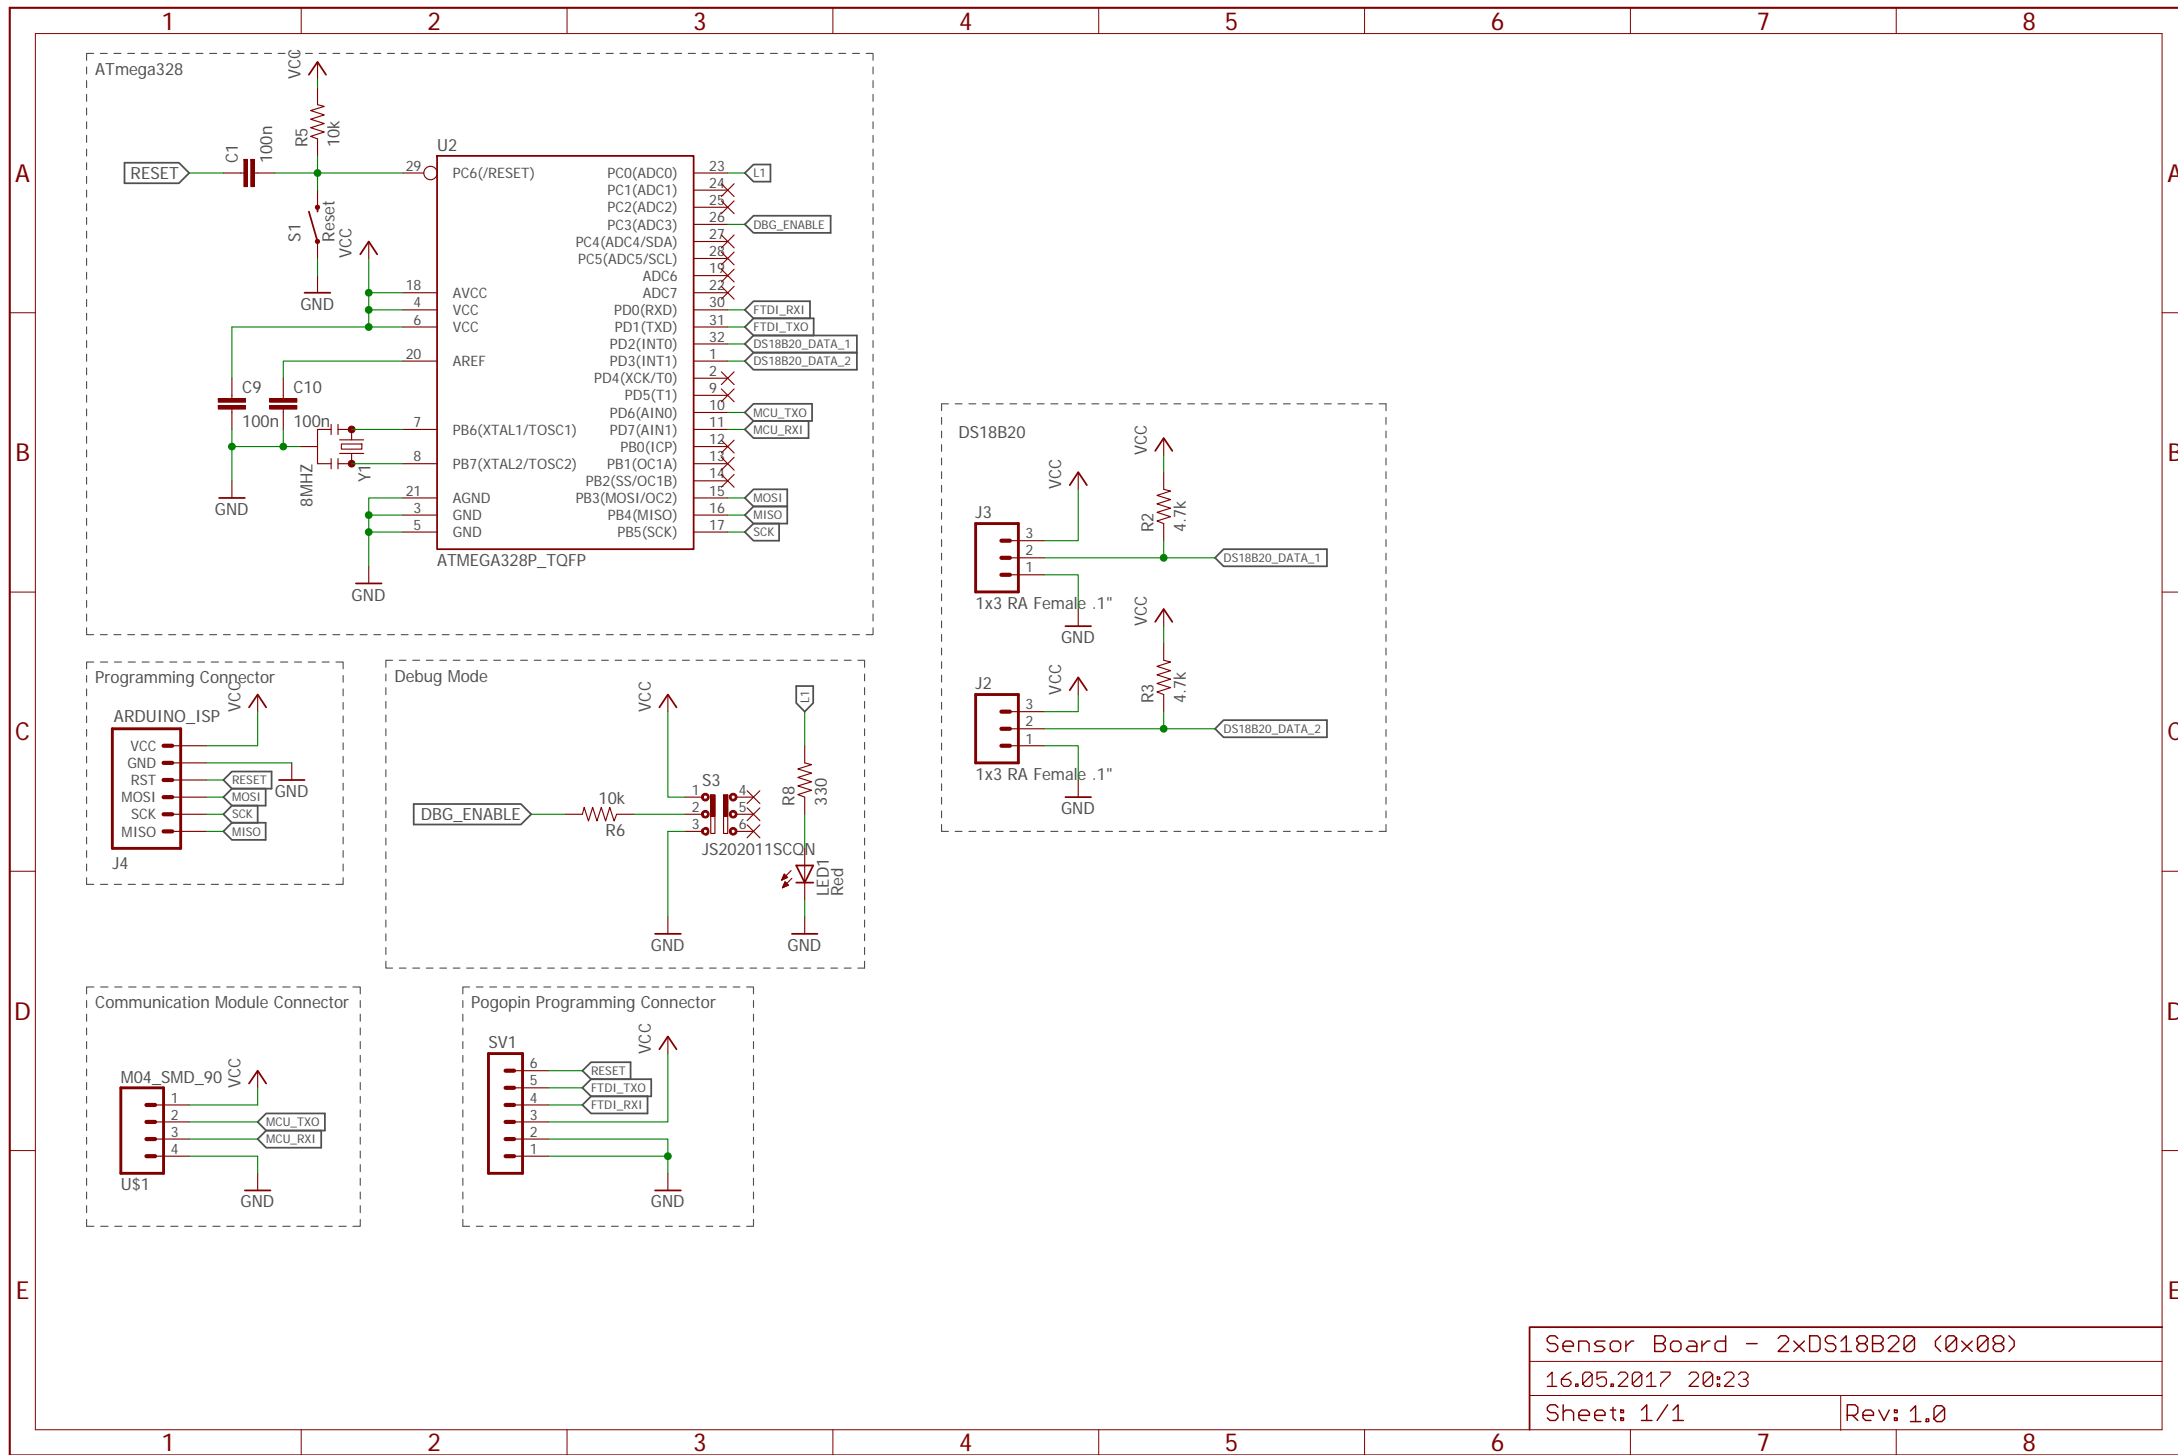 1 2 3 4 5 6 7 8
A A
B B
C C
D D
E E
ATmega328
VCC
R5
10k
C1
100n
RESET
S1
Reset
GND
VCC
U2
29 PC6(/RESET)
18 AVCC
4 VCC
6 VCC
20 AREF
7 PB6(XTAL1/TOSC1)
8 PB7(XTAL2/TOSC2)
21 AGND
3 GND
5 GND
PC0(ADC0) 23 L1
PC1(ADC1) 24
PC2(ADC2) 25
PC3(ADC3) 26 DBG_ENABLE
PC4(ADC4/SDA) 27
PC5(ADC5/SCL) 28
ADC6 19
ADC7 22
PD0(RXD) 30 FTDI_RXI
PD1(TXD) 31 FTDI_TXO
PD2(INT0) 32 DS18B20_DATA_1
PD3(INT1) 1 DS18B20_DATA_2
PD4(XCK/T0) 2
PD5(T1) 9
PD6(AIN0) 10 MCU_TXO
PD7(AIN1) 11 MCU_RXI
PB0(ICP) 12
PB1(OC1A) 13
PB2(SS/OC1B) 14
PB3(MOSI/OC2) 15 MOSI
PB4(MISO) 16 MISO
PB5(SCK) 17 SCK
ATMEGA328P_TQFP
C9
100n
C10
100n
8MHZ
Y1
GND
GND
DS18B20
VCC
VCC
J3
3
2
1
R2
4.7k
DS18B20_DATA_1
1x3 RA Female .1"
GND
VCC
VCC
J2
3
2
1
R3
4.7k
DS18B20_DATA_2
1x3 RA Female .1"
GND
Programming Connector
VCC
ARDUINO_ISP
VCC
GND
RST RESET
MOSI MOSI
SCK SCK
MISO MISO
GND
J4
Debug Mode
VCC
L1
S3
1 4
2 5
3 6
JS202011SCQN
DBG_ENABLE
10k
R6
R8
330
LED1
Red
GND
GND
Communication Module Connector
M04_SMD_90
VCC
1
2 MCU_TXO
3 MCU_RXI
4
U$1
GND
Pogopin Programming Connector
SV1
VCC
6 RESET
5 FTDI_TXO
4 FTDI_RXI
3
2
1
GND
Sensor Board - 2xDS18B20 (0x08)
16.05.2017 20:23
Sheet: 1/1 Rev: 1.0
1 2 3 4 5 6 7 8